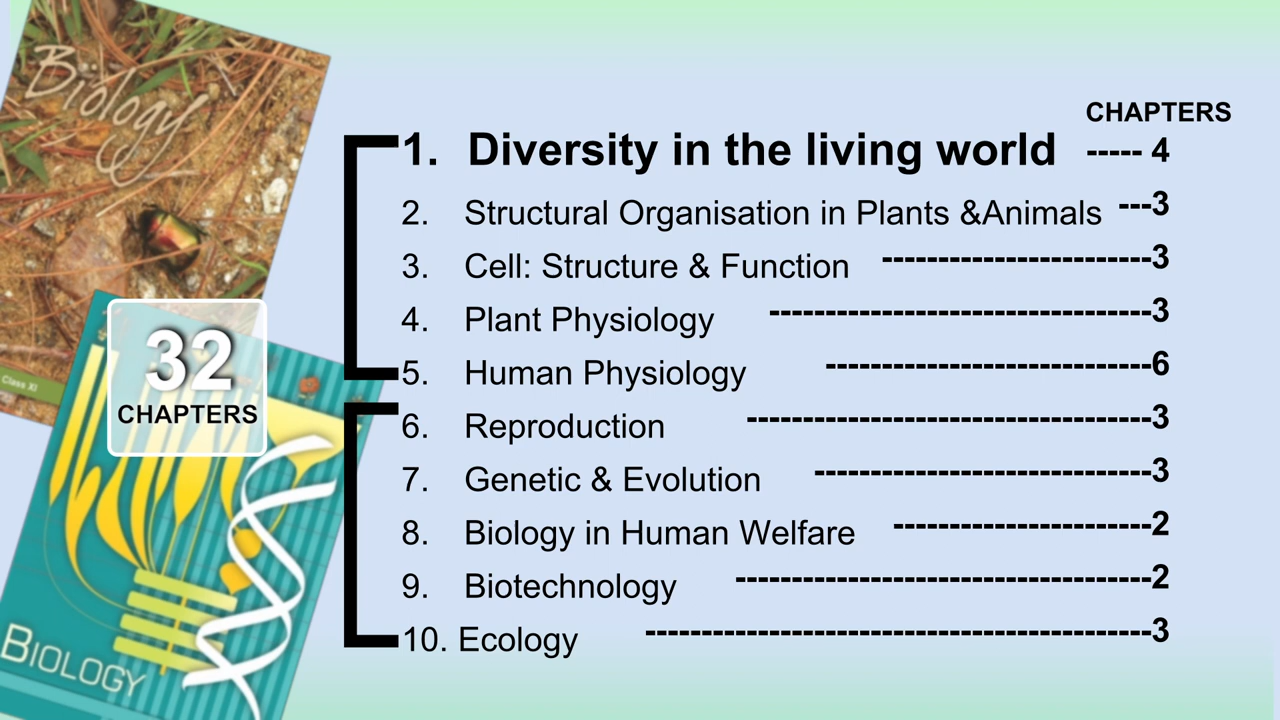 Biology
Class XI
32
CHAPTERS
BIOLOGY
CHAPTERS
1. Diversity in the living world ----- 4
2. Structural Organisation in Plants &Animals ---3
3. Cell: Structure & Function ------------------------3
4. Plant Physiology ----------------------------------3
5. Human Physiology -----------------------------6
6. Reproduction ------------------------------------3
7. Genetic & Evolution ------------------------------3
8. Biology in Human Welfare -----------------------2
9. Biotechnology -------------------------------------2
10. Ecology ---------------------------------------------3